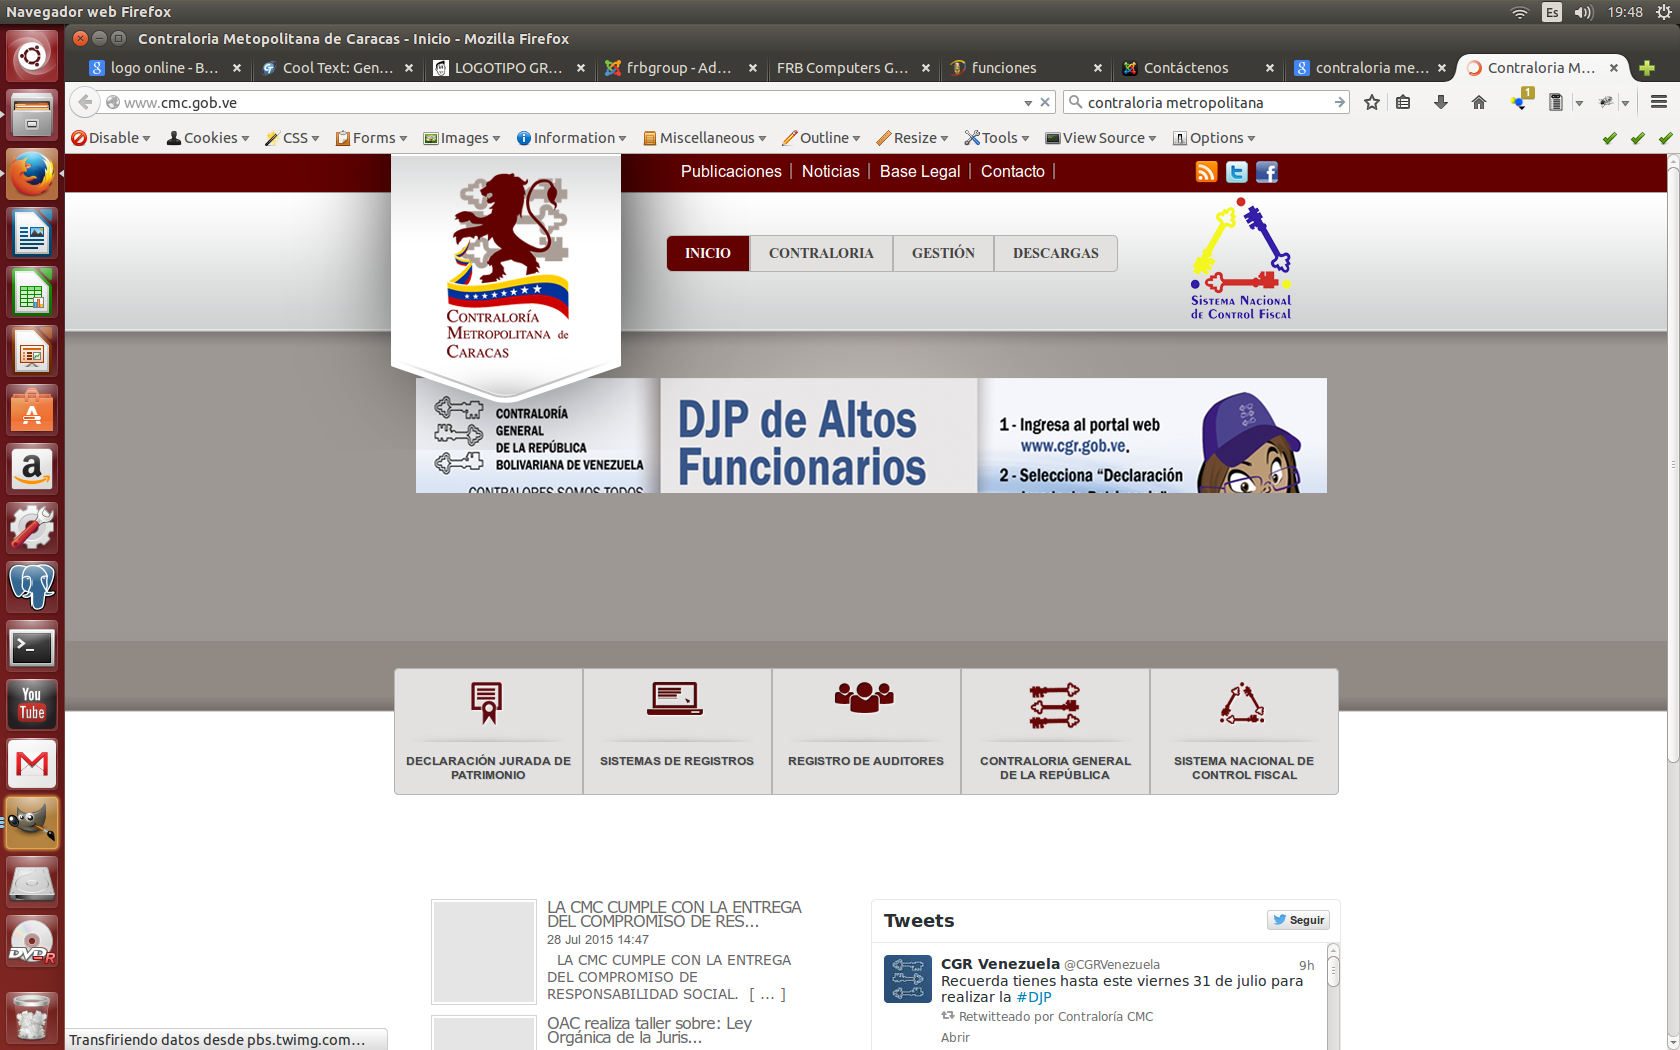 Navegador web Firefox
Es
19:48
Contraloria Metopolitana de Caracas - Inicio - Mozilla Firefox
logo online - B...
Cool Text: Gen...
LOGOTIPO GR...
frbgroup - Ad...
FRB Computers G...
funciones
Contáctenos
contraloria me...
Contraloria M...
www.cmc.gob.ve
contraloria metropolitana
1
Disable
Cookies
CSS
Forms
Images
Information
Miscellaneous
Outline
Resize
Tools
View Source
Options
Publicaciones
Noticias
Base Legal
Contacto
CONTRALORÍA
METROPOLITANA de
CARACAS
INICIO
CONTRALORIA
GESTIÓN
DESCARGAS
SISTEMA NACIONAL
DE CONTROL FISCAL
CONTRALORÍA
GENERAL
DE LA REPÚBLICA
BOLIVARIANA DE VENEZUELA
CONTRALORES SOMOS TODOS
DJP de Altos
Funcionarios
1 - Ingresa al portal web
www.cgr.gob.ve.
2 - Selecciona “Declaración
DECLARACIÓN JURADA DE
PATRIMONIO
SISTEMAS DE REGISTROS
REGISTRO DE AUDITORES
CONTRALORIA GENERAL
DE LA REPÚBLICA
SISTEMA NACIONAL DE
CONTROL FISCAL
a
You
Tube
DVD-R
LA CMC CUMPLE CON LA ENTREGA
DEL COMPROMISO DE RES...
28 Jul 2015 14:47
LA CMC CUMPLE CON LA ENTREGA
DEL COMPROMISO DE
RESPONSABILIDAD SOCIAL. [ ... ]
OAC realiza taller sobre: Ley
Orgánica de la Juris...
Tweets
Seguir
CGR Venezuela @CGRVenezuela
9h
Recuerda tienes hasta este viernes 31 de julio para
realizar la #DJP
Retwitteado por Contraloría CMC
Abrir
Transfiriendo datos desde pbs.twimg.com...